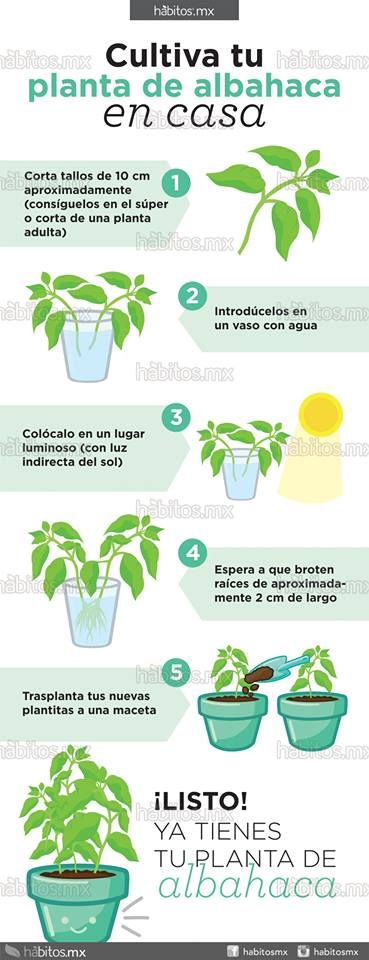 hábitos.mx
Cultiva tu
planta de albahaca
en casa
1
Corta tallos de 10 cm
aproximadamente
(consíguelos en el súper
o corta de una planta
adulta)
2
Introdúcelos en
un vaso con agua
3
Colócalo en un lugar
luminoso (con luz
indirecta del sol)
4
Espera a que broten
raíces de aproximada-
mente 2 cm de largo
5
Trasplanta tus nuevas
plantitas a una maceta
¡LISTO!
YA TIENES
TU PLANTA DE
albahaca
hábitos.mx
habitosmx
habitosmx